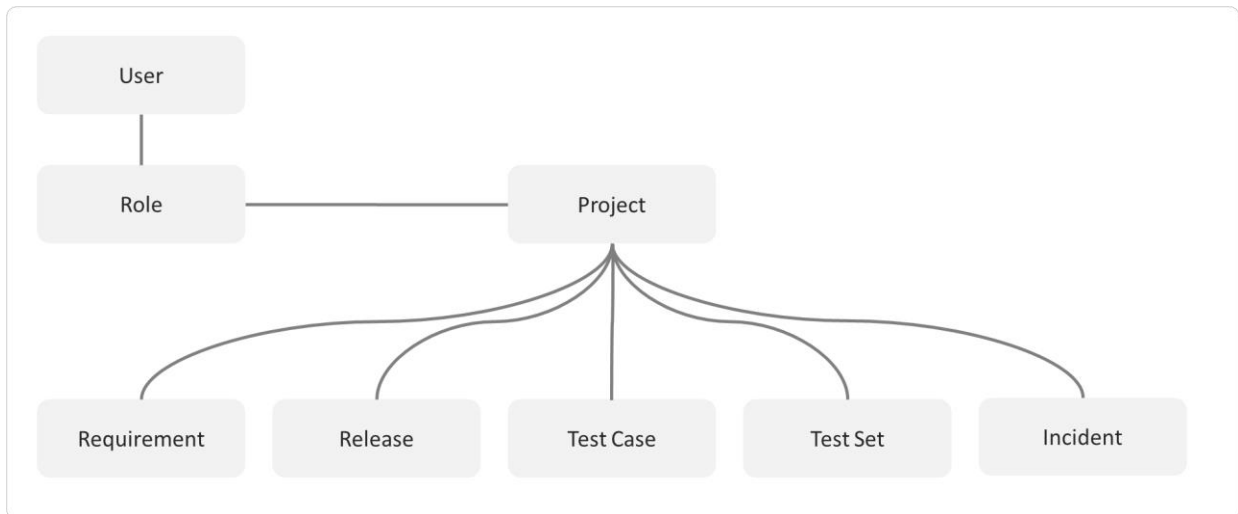 User
Role
Project
Requirement
Release
Test Case
Test Set
Incident